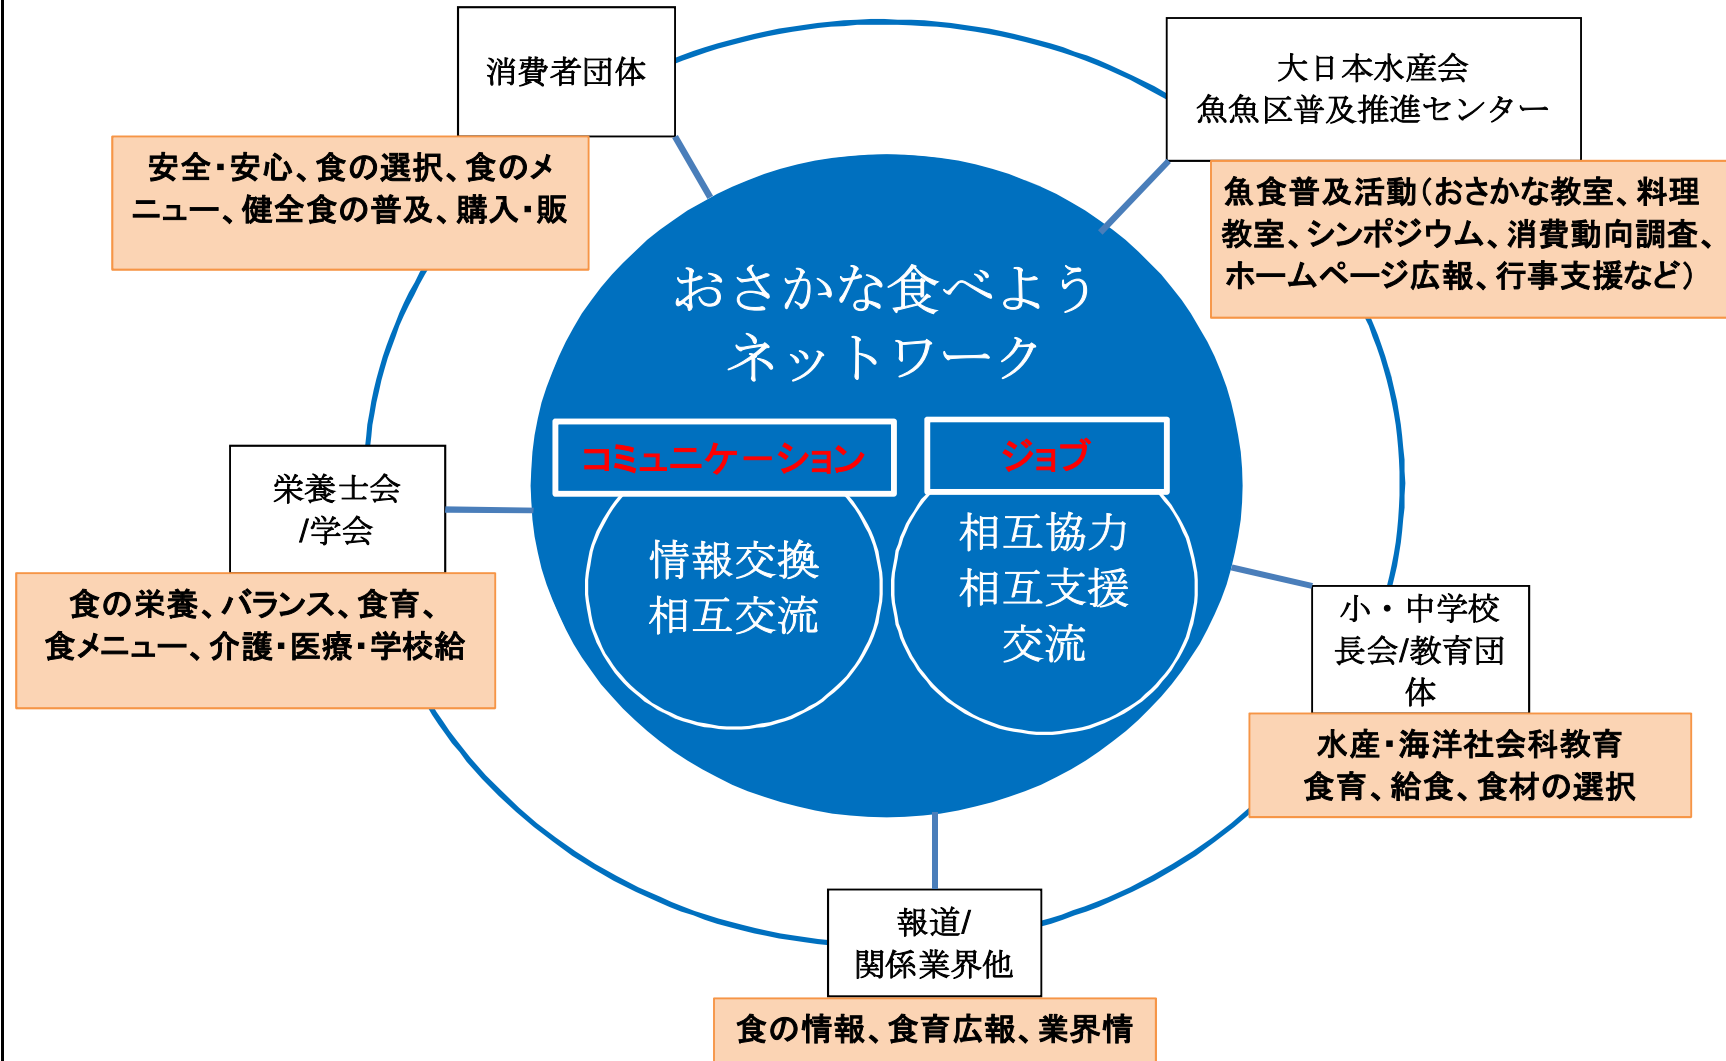 消費者団体
安全・安心、食の選択、食のメ
ニュー、健全食の普及、購入・販
大日本水産会
魚魚区普及推進センター
魚食普及活動（おさかな教室、料理
教室、シンポジウム、消費動向調査、
ホームページ広報、行事支援など）
おさかな食べよう
ネットワーク
コミュニケーション
情報交換
相互交流
ジョブ
相互協力
相互支援
交流
栄養士会
/学会
食の栄養、バランス、食育、
食メニュー、介護・医療・学校給
小・中学校
長会/教育団
体
水産・海洋社会科教育
食育、給食、食材の選択
報道/
関係業界他
食の情報、食育広報、業界情